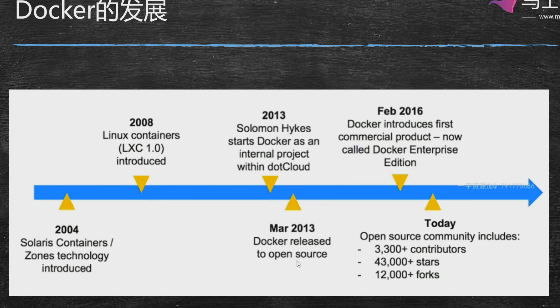 Docker的发展
2008
Linux containers
(LXC 1.0)
introduced
2013
Solomon Hykes
starts Docker as an
internal project
within dotCloud
Feb 2016
Docker introduces first
commercial product – now
called Docker Enterprise
Edition
2004
Solaris Containers /
Zones technology
introduced
Mar 2013
Docker released
to open source
Today
Open source community includes:
- 3,300+ contributors
- 43,000+ stars
- 12,000+ forks